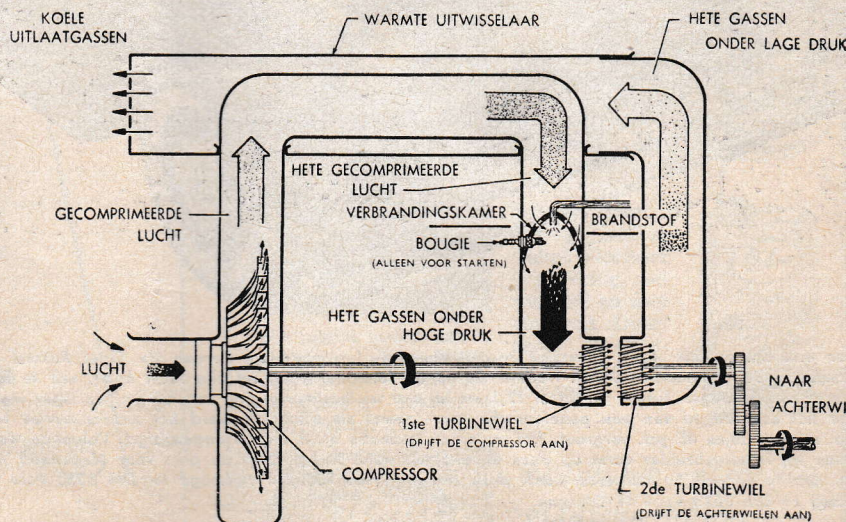 KOELE
UITLAATGASSEN
WARMTE UITWISSELAAR
HETE GASSEN
ONDER LAGE DRUK
HETE GECOMPRIMEERDE
LUCHT
GECOMPRIMEERDE
LUCHT
VERBRANDINGSKAMER
BRANDSTOF
BOUGIE
(ALLEEN VOOR STARTEN)
HETE GASSEN ONDER
HOGE DRUK
LUCHT
NAAR
ACHTERWI
1ste TURBINEWIEL
(DRIJFT DE COMPRESSOR AAN)
COMPRESSOR
2de TURBINEWIEL
(DRIJFT DE ACHTERWIELEN AAN)